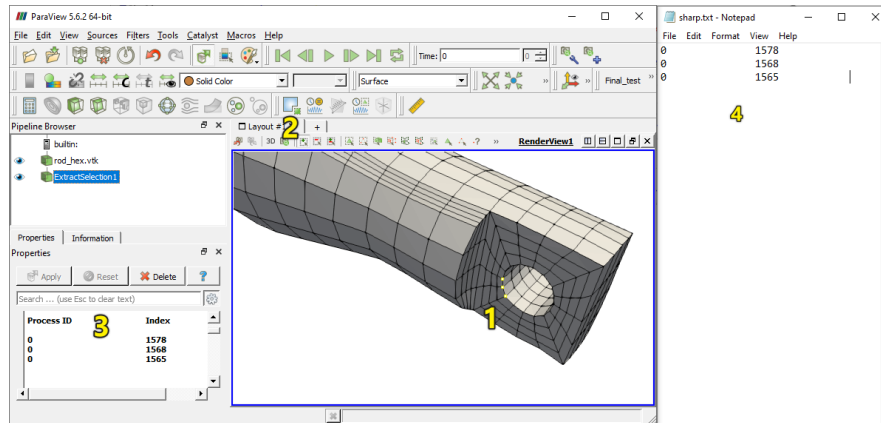 ParaView 5.6.2 64-bit
File Edit View Sources Filters Tools Catalyst Macros Help
Time: 0 0
Solid Color Surface » Final_test »
Pipeline Browser
builtin:
rod_hex.vtk
ExtractSelection1
Layout #
+
3D » RenderView1
Properties Information
Properties
Apply Reset Delete ?
Search ... (use Esc to clear text)
Process ID Index
0 1578
0 1568
0 1565
1
2
3
sharp.txt - Notepad
File Edit Format View Help
0 1578
0 1568
0 1565
4